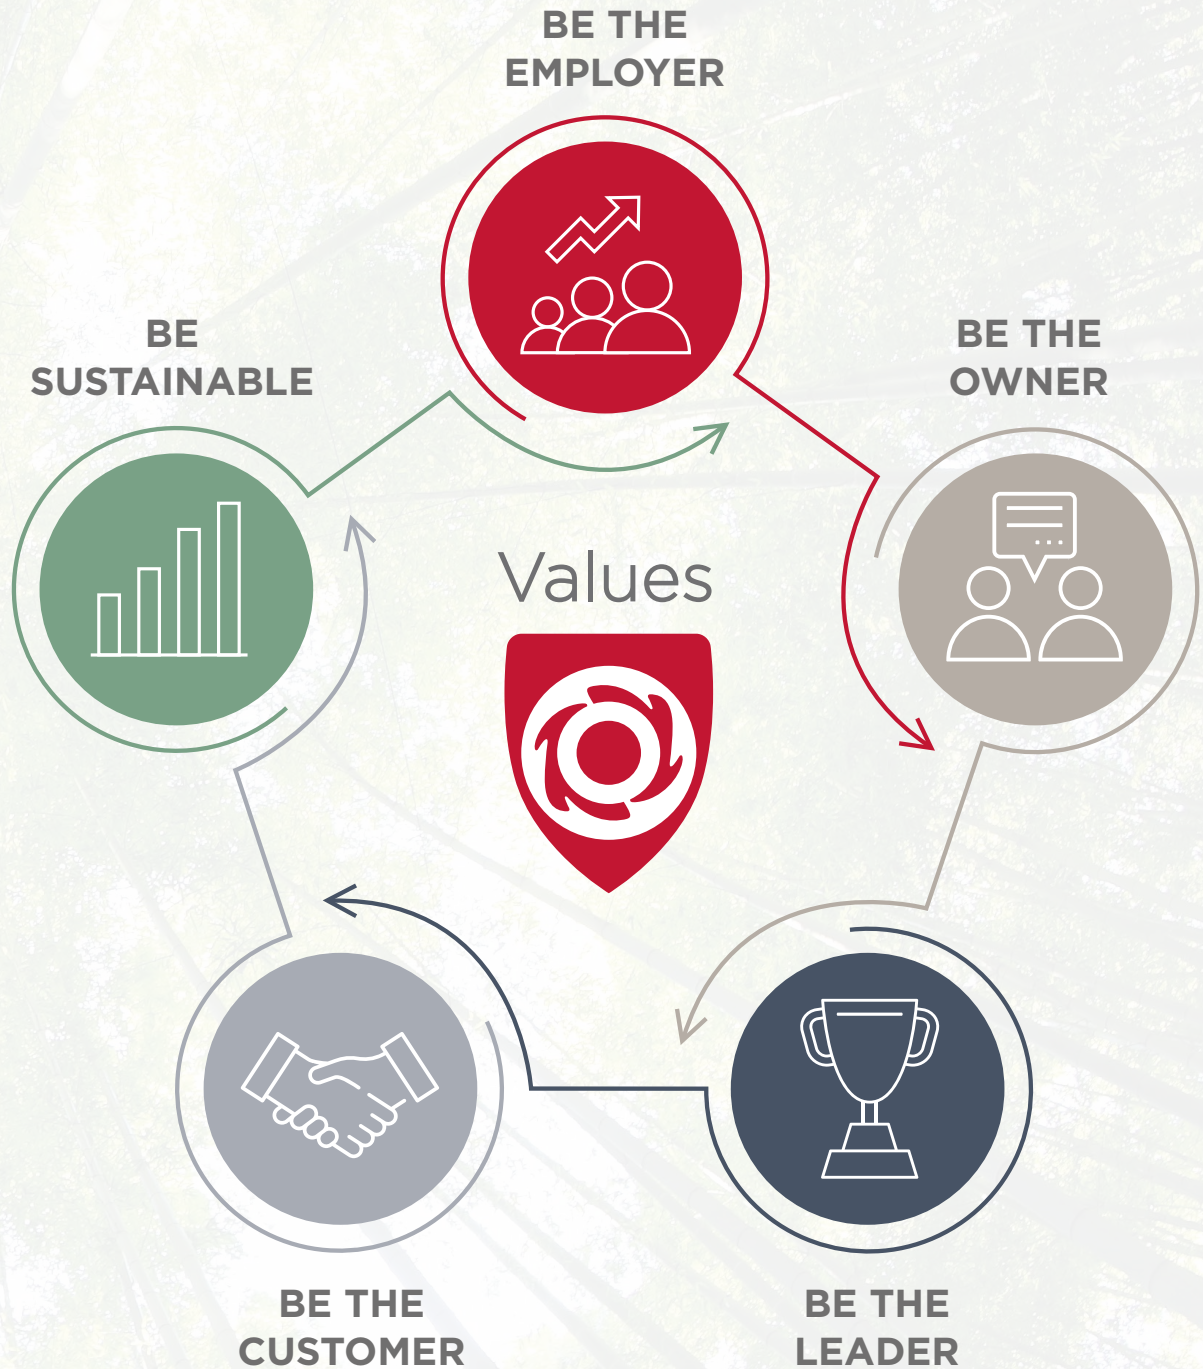 BE THE
EMPLOYER
BE
SUSTAINABLE
BE THE
OWNER
Values
BE THE
CUSTOMER
BE THE
LEADER